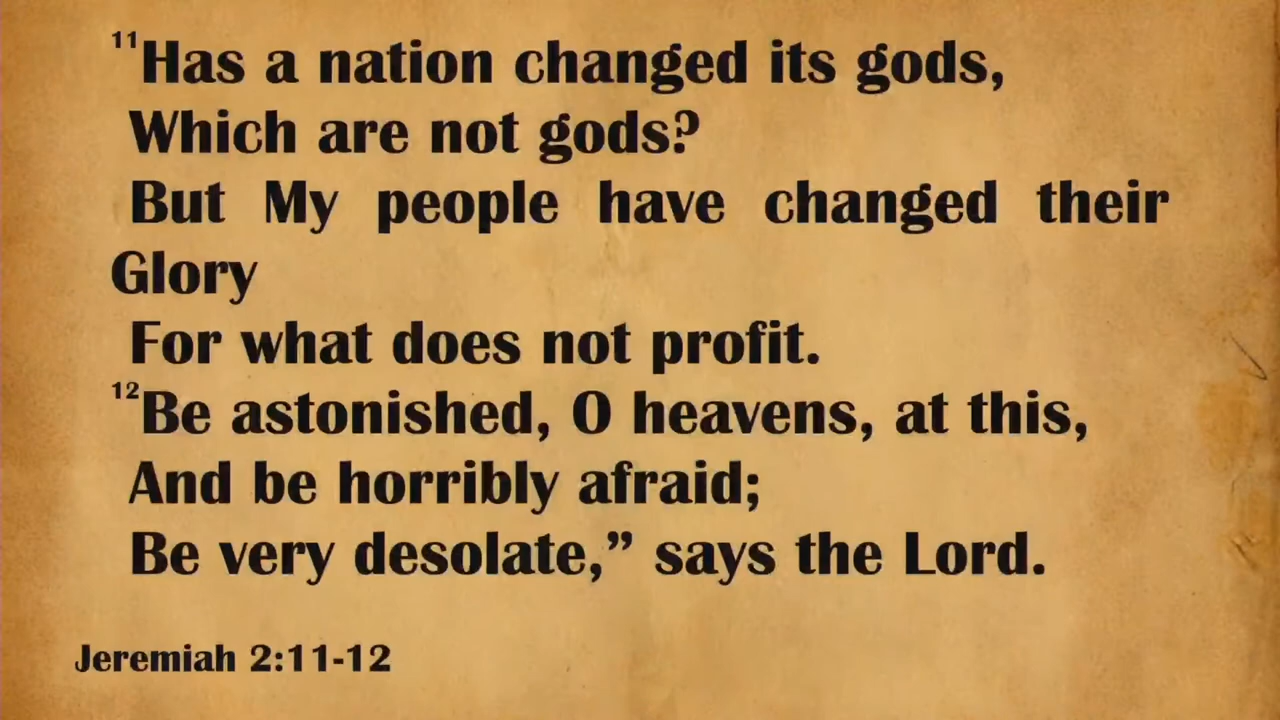 ¹¹Has a nation changed its gods,
Which are not gods?
But My people have changed their
Glory
For what does not profit.
¹²Be astonished, O heavens, at this,
And be horribly afraid;
Be very desolate,” says the Lord.
Jeremiah 2:11-12